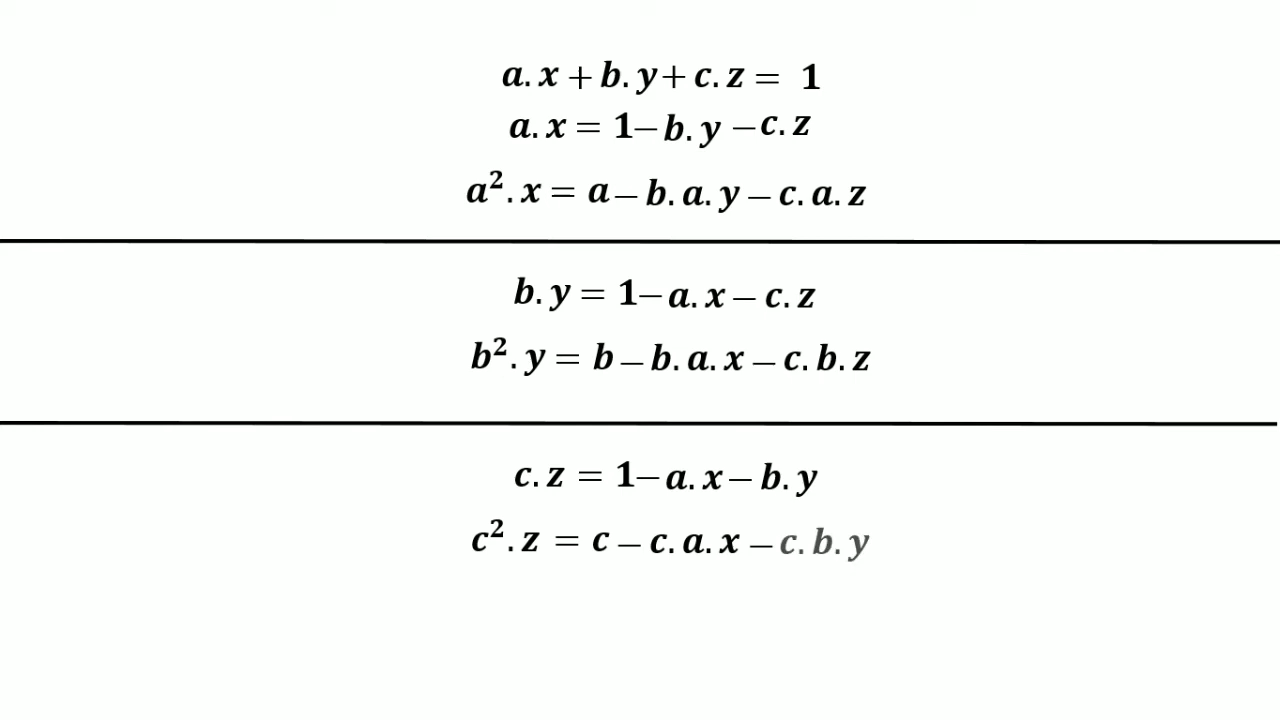 a.x + b.y + c.z = 1
a.x = 1 − b.y − c.z
a².x = a − b.a.y − c.a.z
b.y = 1 − a.x − c.z
b².y = b − b.a.x − c.b.z
c.z = 1 − a.x − b.y
c².z = c − c.a.x − c.b.y